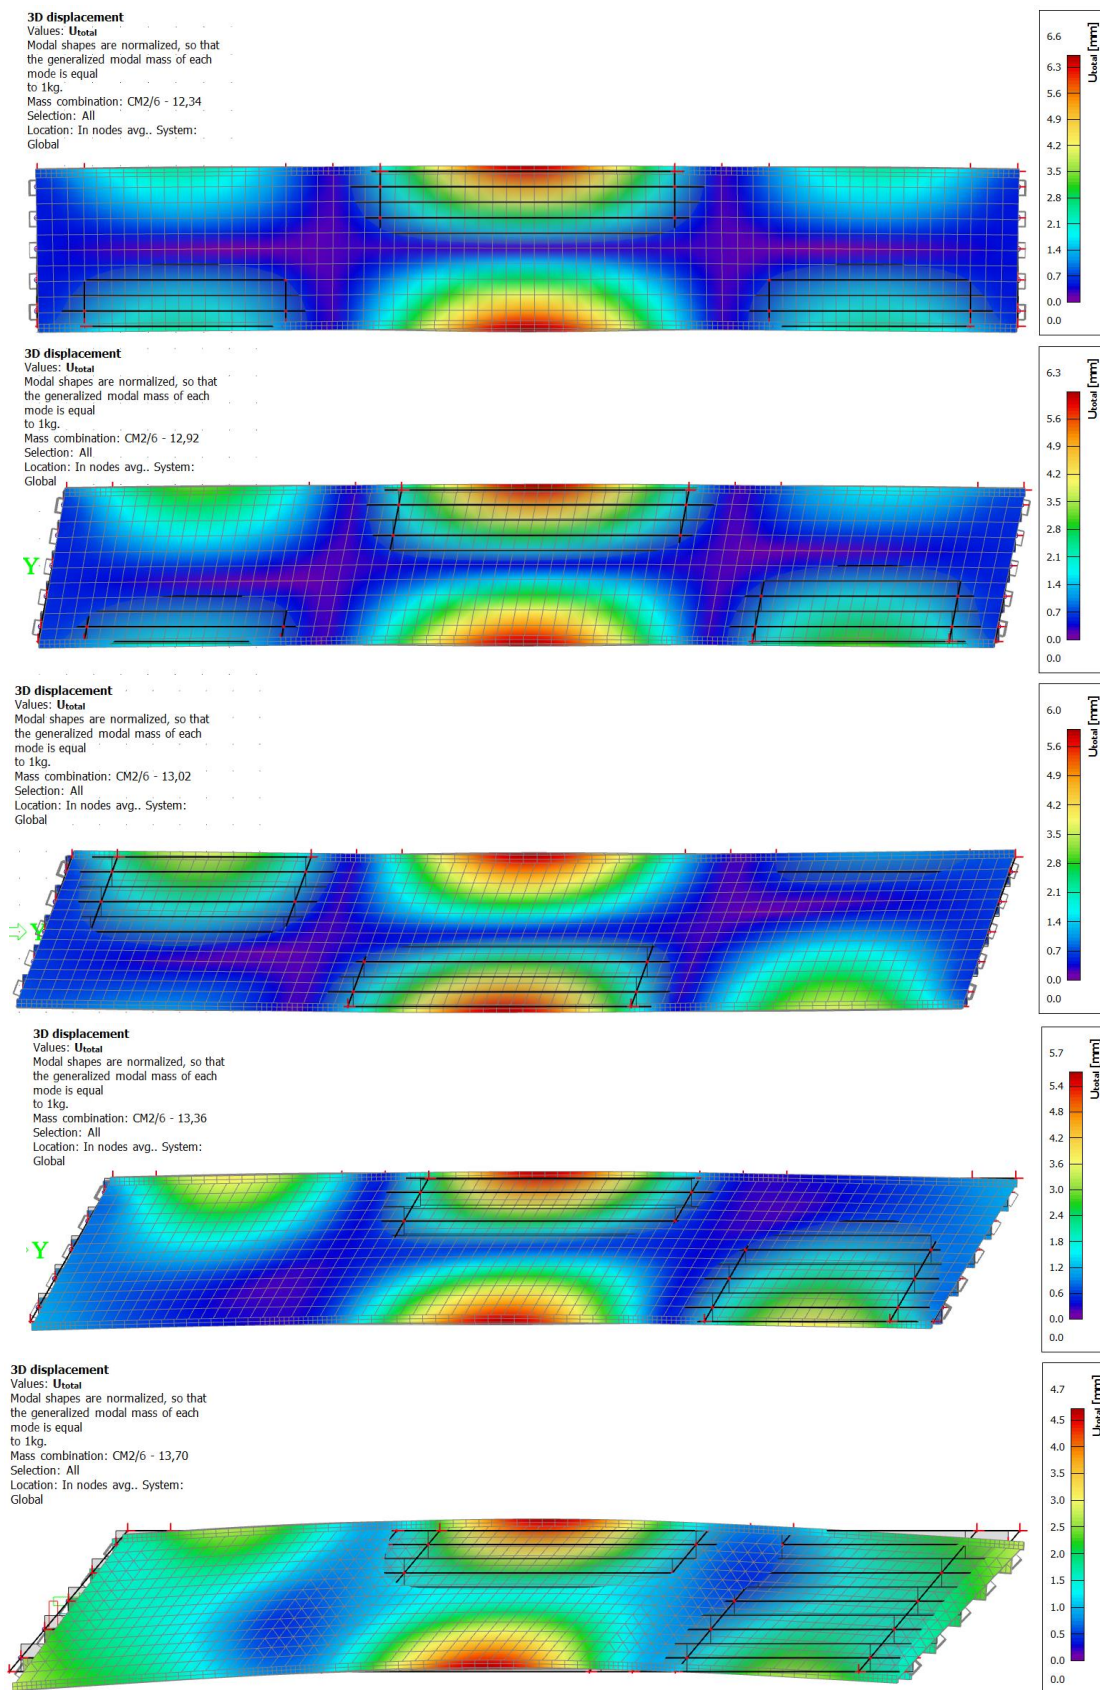 3D displacement
Values: Utotal
Modal shapes are normalized, so that
the generalized modal mass of each
mode is equal
to 1kg.
Mass combination: CM2/6 - 12,34
Selection: All
Location: In nodes avg.. System:
Global
6.6
6.3
5.6
4.9
4.2
3.5
2.8
2.1
1.4
0.7
0.0
0.0
Utotal [mm]
3D displacement
Values: Utotal
Modal shapes are normalized, so that
the generalized modal mass of each
mode is equal
to 1kg.
Mass combination: CM2/6 - 12,92
Selection: All
Location: In nodes avg.. System:
Global
Y
6.3
5.6
4.9
4.2
3.5
2.8
2.1
1.4
0.7
0.0
0.0
Utotal [mm]
3D displacement
Values: Utotal
Modal shapes are normalized, so that
the generalized modal mass of each
mode is equal
to 1kg.
Mass combination: CM2/6 - 13,02
Selection: All
Location: In nodes avg.. System:
Global
Y
6.0
5.6
4.9
4.2
3.5
2.8
2.1
1.4
0.7
0.0
0.0
Utotal [mm]
3D displacement
Values: Utotal
Modal shapes are normalized, so that
the generalized modal mass of each
mode is equal
to 1kg.
Mass combination: CM2/6 - 13,36
Selection: All
Location: In nodes avg.. System:
Global
Y
5.7
5.4
4.8
4.2
3.6
3.0
2.4
1.8
1.2
0.6
0.0
0.0
Utotal [mm]
3D displacement
Values: Utotal
Modal shapes are normalized, so that
the generalized modal mass of each
mode is equal
to 1kg.
Mass combination: CM2/6 - 13,70
Selection: All
Location: In nodes avg.. System:
Global
4.7
4.5
4.0
3.5
3.0
2.5
2.0
1.5
1.0
0.5
0.0
0.0
Utotal [mm]